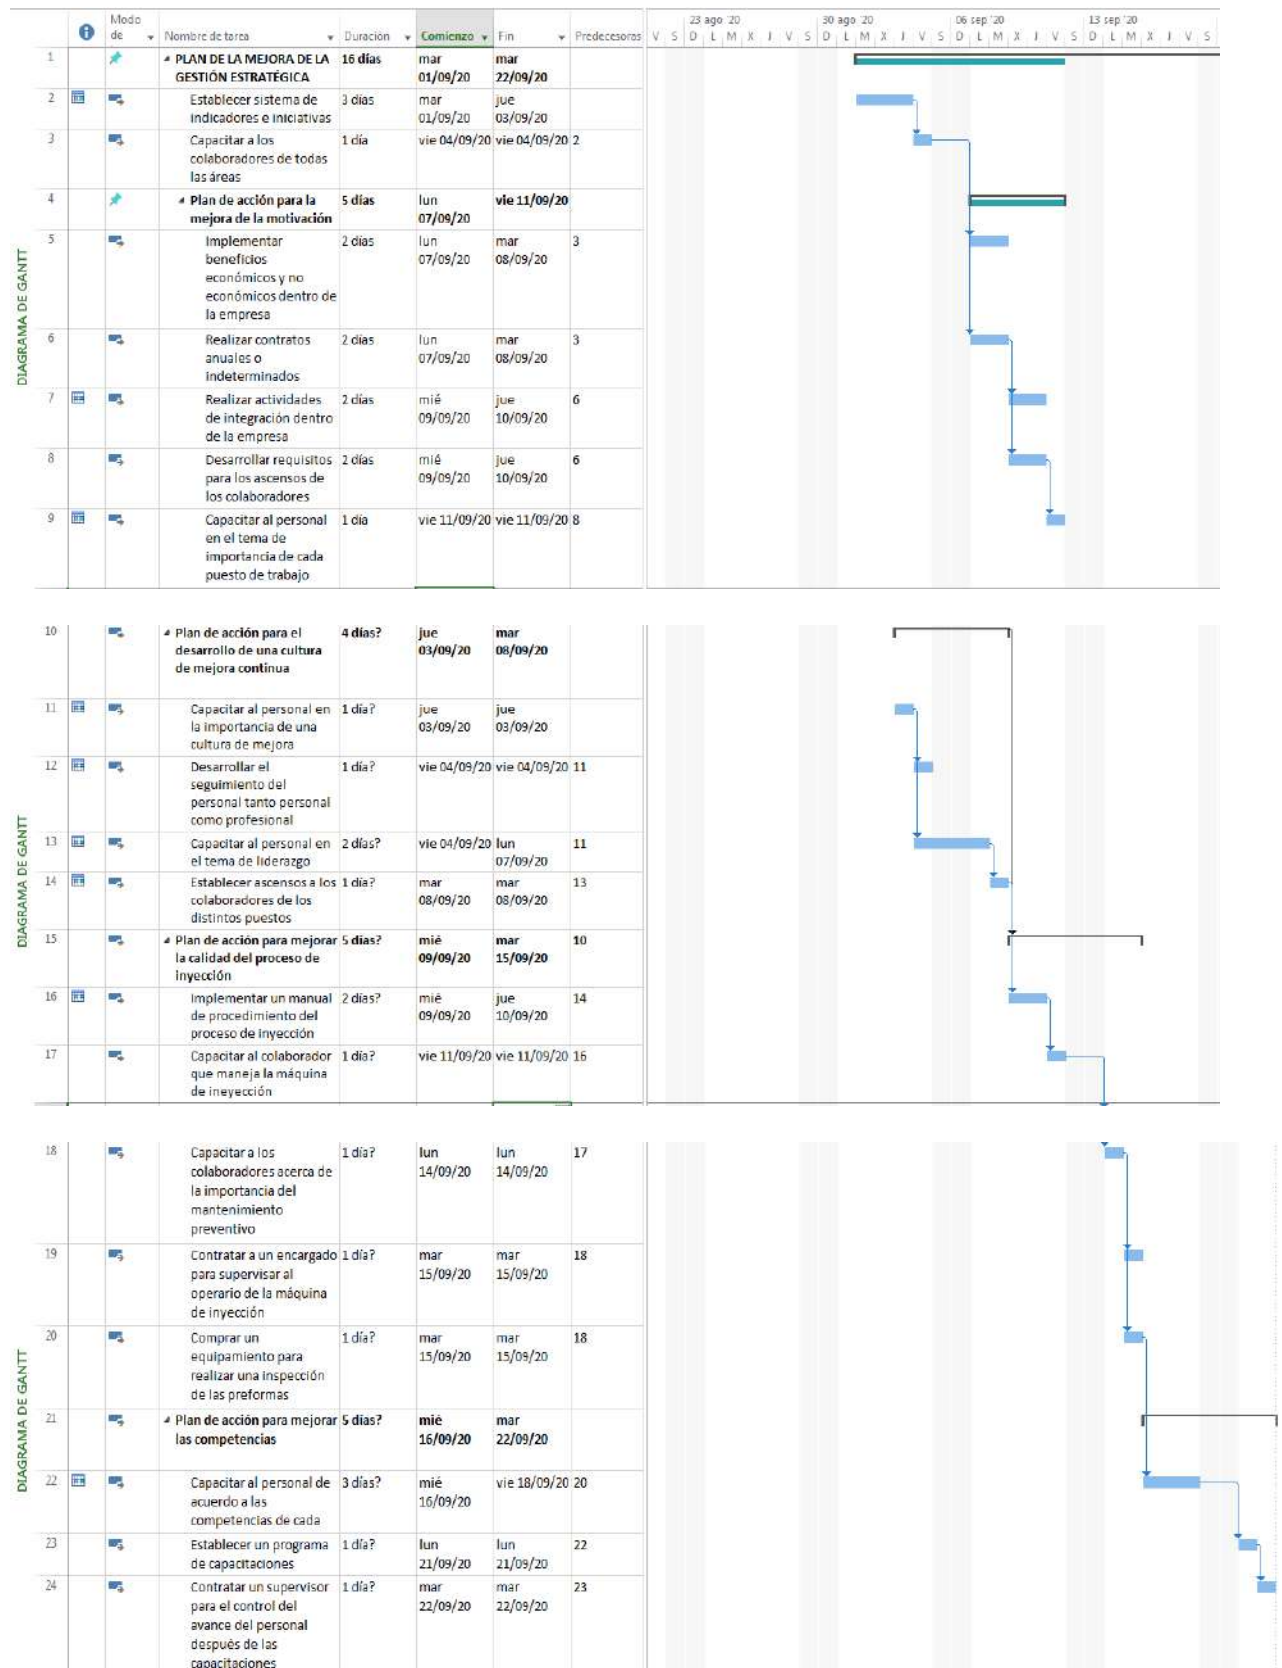 Modo
de Nombre de tarea Duración Comienzo Fin Predecesoras
23 ago '20 30 ago '20 06 sep '20 13 sep '20
V S D L M X J V S D L M X J V S D L M X J V S D L M X J V S
1 PLAN DE LA MEJORA DE LA 16 días mar mar
GESTIÓN ESTRATÉGICA 01/09/20 22/09/20
2 Establecer sistema de 3 días mar jue
indicadores e iniciativas 01/09/20 03/09/20
3 Capacitar a los 1 día vie 04/09/20 vie 04/09/20 2
colaboradores de todas
las áreas
4 Plan de acción para la 5 días lun vie 11/09/20
mejora de la motivación 07/09/20
5 Implementar 2 días lun mar 3
beneficios 07/09/20 08/09/20
económicos y no
económicos dentro de
la empresa
6 Realizar contratos 2 días lun mar 3
anuales o 07/09/20 08/09/20
indeterminados
7 Realizar actividades 2 días mié jue 6
de integración dentro 09/09/20 10/09/20
de la empresa
8 Desarrollar requisitos 2 días mié jue 6
para los ascensos de 09/09/20 10/09/20
los colaboradores
9 Capacitar al personal 1 día vie 11/09/20 vie 11/09/20 8
en el tema de
importancia de cada
puesto de trabajo
DIAGRAMA DE GANTT
10 Plan de acción para el 4 días? jue mar
desarrollo de una cultura 03/09/20 08/09/20
de mejora continua
11 Capacitar al personal en 1 día? jue jue
la importancia de una 03/09/20 03/09/20
cultura de mejora
12 Desarrollar el 1 día? vie 04/09/20 vie 04/09/20 11
seguimiento del
personal tanto personal
como profesional
13 Capacitar al personal en 2 días? vie 04/09/20 lun 11
el tema de liderazgo 07/09/20
14 Establecer ascensos a los 1 día? mar mar 13
colaboradores de los 08/09/20 08/09/20
distintos puestos
15 Plan de acción para mejorar 5 días? mié mar 10
la calidad del proceso de 09/09/20 15/09/20
inyección
16 Implementar un manual 2 días? mié jue 14
de procedimiento del 09/09/20 10/09/20
proceso de inyección
17 Capacitar al colaborador 1 día? vie 11/09/20 vie 11/09/20 16
que maneja la máquina
de ineyección
DIAGRAMA DE GANTT
18 Capacitar a los 1 día? lun lun 17
colaboradores acerca de 14/09/20 14/09/20
la importancia del
mantenimiento
preventivo
19 Contratar a un encargado 1 día? mar mar 18
para supervisar al 15/09/20 15/09/20
operario de la máquina
de inyección
20 Comprar un 1 día? mar mar 18
equipamiento para 15/09/20 15/09/20
realizar una inspección
de las preformas
21 Plan de acción para mejorar 5 días? mié mar
las competencias 16/09/20 22/09/20
22 Capacitar al personal de 3 días? mié vie 18/09/20 20
acuerdo a las 16/09/20
competencias de cada
23 Establecer un programa 1 día? lun lun 22
de capacitaciones 21/09/20 21/09/20
24 Contratar un supervisor 1 día? mar mar 23
para el control del 22/09/20 22/09/20
avance del personal
después de las
capacitaciones
DIAGRAMA DE GANTT